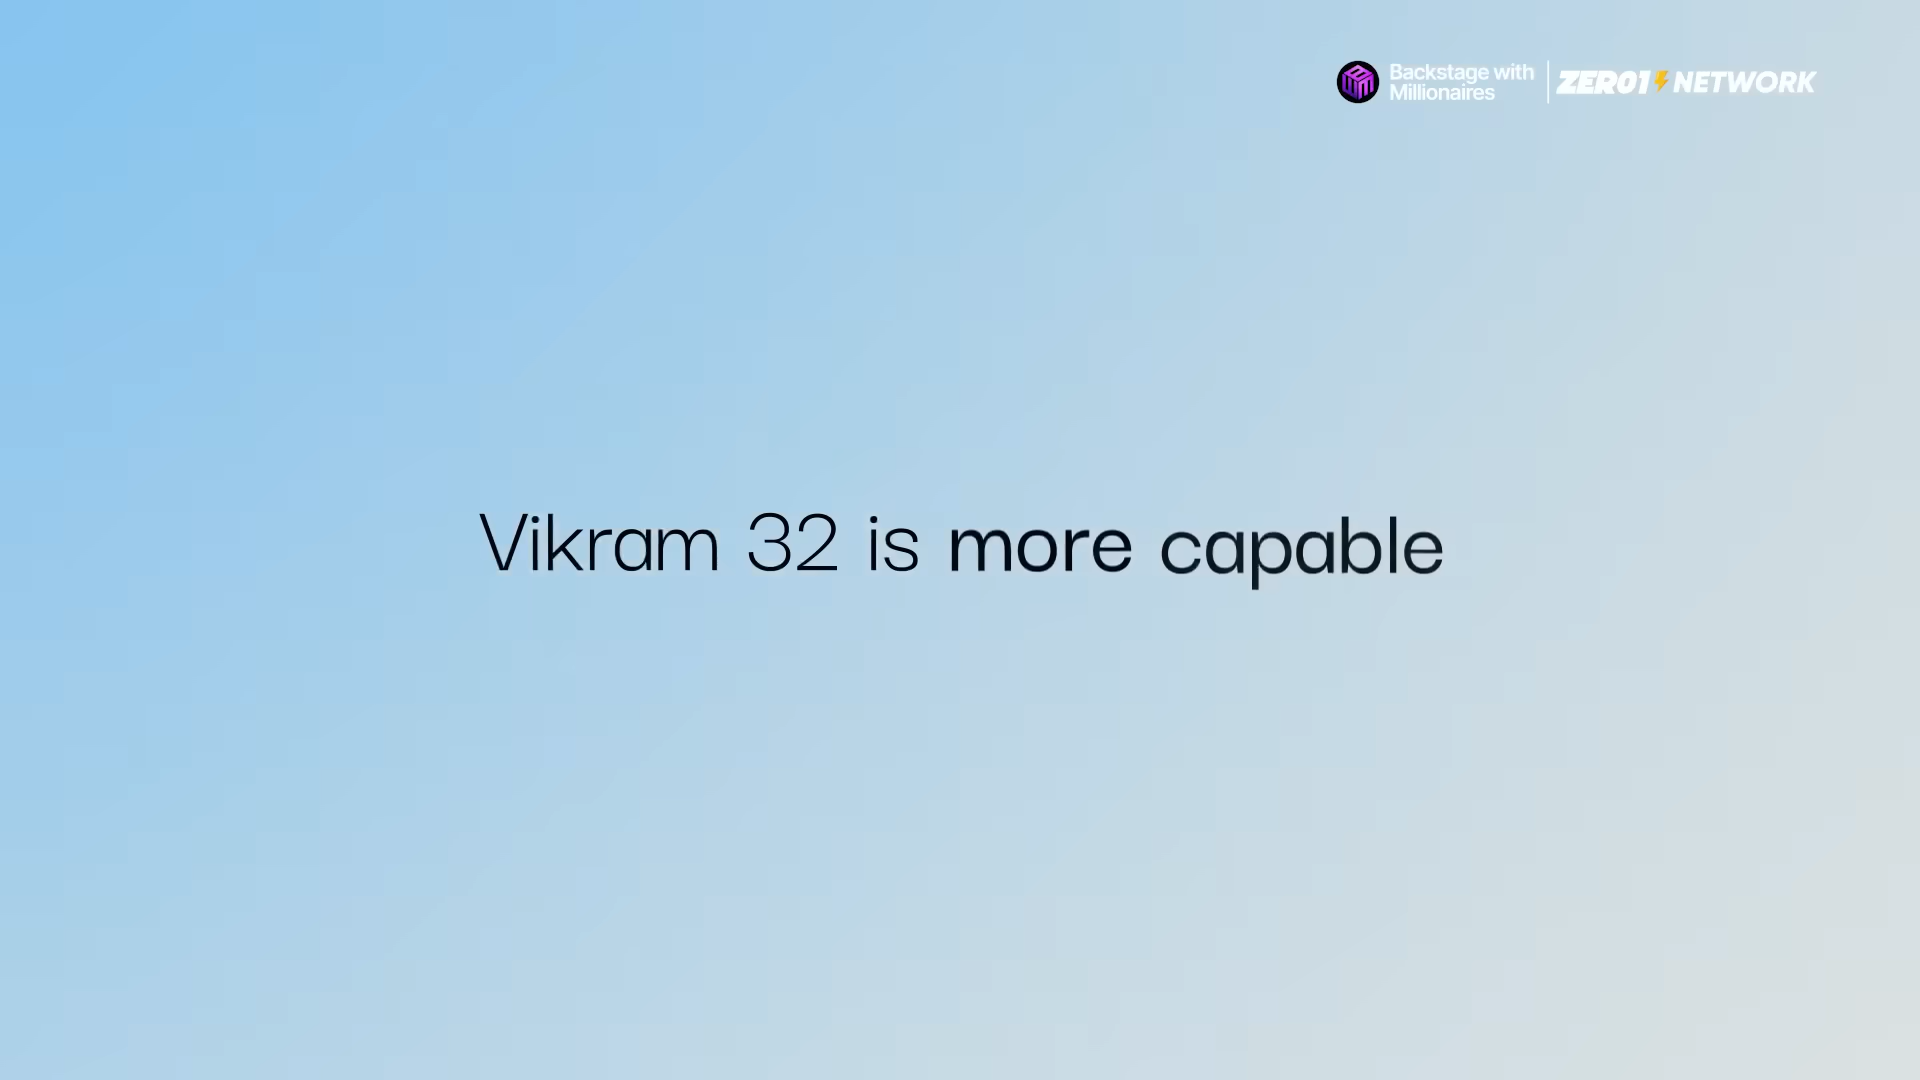 Backstage with
Millionaires
ZERO1 NETWORK
Vikram 32 is more capable